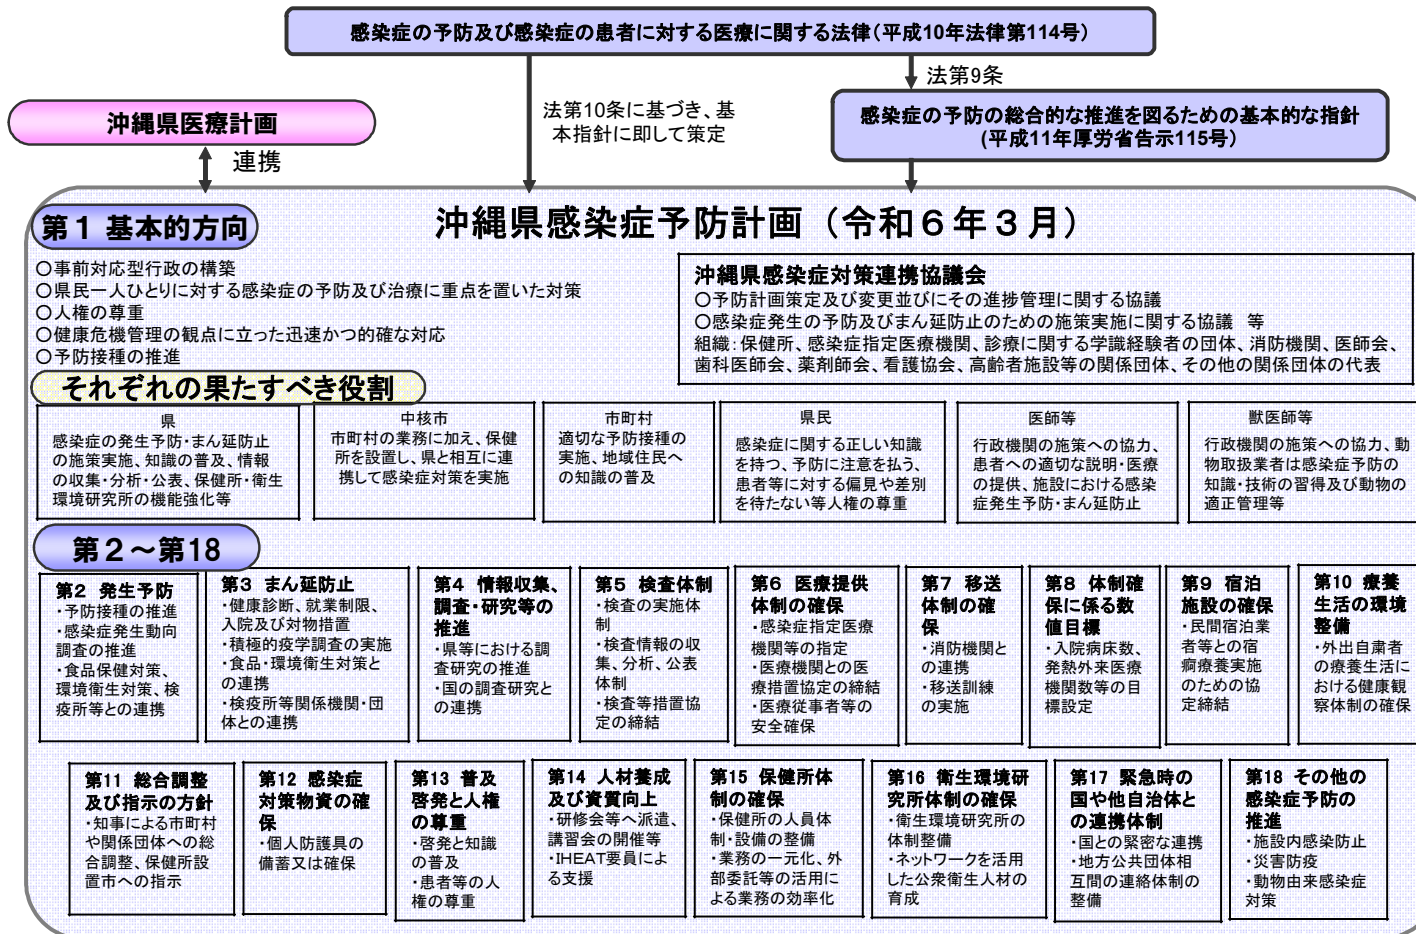 感染症の予防及び感染症の患者に対する医療に関する法律(平成10年法律第114号)
法第9条
法第10条に基づき、基
本指針に即して策定
感染症の予防の総合的な推進を図るための基本的な指針
(平成11年厚労省告示115号)
沖縄県医療計画
連携
第1 基本的方向
沖縄県感染症予防計画(令和6年3月)
○事前対応型行政の構築
○県民一人ひとりに対する感染症の予防及び治療に重点を置いた対策
○人権の尊重
○健康危機管理の観点に立った迅速かつ的確な対応
○予防接種の推進
沖縄県感染症対策連携協議会
○予防計画策定及び変更並びにその進捗管理に関する協議
○感染症発生の予防及びまん延防止のための施策実施に関する協議 等
組織:保健所、感染症指定医療機関、診療に関する学識経験者の団体、消防機関、医師会、
歯科医師会、薬剤師会、看護協会、高齢者施設等の関係団体、その他の関係団体の代表
それぞれの果たすべき役割
県
感染症の発生予防・まん延防止
の施策実施、知識の普及、情報
の収集・分析・公表、保健所・衛生
環境研究所の機能強化等
中核市
市町村の業務に加え、保健
所を設置し、県と相互に連
携して感染症対策を実施
市町村
適切な予防接種の
実施、地域住民へ
の知識の普及
県民
感染症に関する正しい知識
を持つ、予防に注意を払う、
患者等に対する偏見や差別
を待たない等人権の尊重
医師等
行政機関の施策への協力、
患者への適切な説明・医療
の提供、施設における感染
症発生予防・まん延防止
獣医師等
行政機関の施策への協力、動
物取扱業者は感染症予防の
知識・技術の習得及び動物の
適正管理等
第2~第18
第2 発生予防
・予防接種の推進
・感染症発生動向
調査の推進
・食品保健対策、
環境衛生対策、検
疫所等との連携
第3 まん延防止
・健康診断、就業制限、
入院及び対物措置
・積極的疫学調査の実施
・食品・環境衛生対策と
の連携
・検疫所等関係機関・団
体との連携
第4 情報収集、
調査・研究等の
推進
・県等における調
査研究の推進
・国の調査研究と
の連携
第5 検査体制
・検査の実施体
制
・検査情報の収
集、分析、公表
体制
・検査等措置協
定の締結
第6 医療提供
体制の確保
・感染症指定医療
機関等の指定
・医療機関との医
療措置協定の締結
・医療従事者等の
安全確保
第7 移送
体制の確
保
・消防機関と
の連携
・移送訓練
の実施
第8 体制確
保に係る数
値目標
・入院病床数、
発熱外来医療
機関数等の目
標設定
第9 宿泊
施設の確保
・民間宿泊業
者等との宿
癇療養実施
のための協
定締結
第10 療養
生活の環境
整備
・外出自粛者
の療養生活に
おける健康観
察体制の確保
第11 総合調整
及び指示の方針
・知事による市町村
や関係団体への総
合調整、保健所設
置市への指示
第12 感染症
対策物資の確
保
・個人防護具の
備蓄又は確保
第13 普及
啓発と人権
の尊重
・啓発と知識
の普及
・患者等の人
権の尊重
第14 人材養成
及び資質向上
・研修会等へ派遣、
講習会の開催等
・IHEAT要員によ
る支援
第15 保健所体
制の確保
・保健所の人員体
制・設備の整備
・業務の一元化、外
部委託等の活用に
よる業務の効率化
第16 衛生環境研
究所体制の確保
・衛生環境研究所の
体制整備
・ネットワークを活用
した公衆衛生人材の
育成
第17 緊急時の
国や他自治体と
の連携体制
・国との緊密な連携
・地方公共団体相
互間の連絡体制の
整備
第18 その他の
感染症予防の
推進
・施設内感染防止
・災害防疫
・動物由来感染症
対策